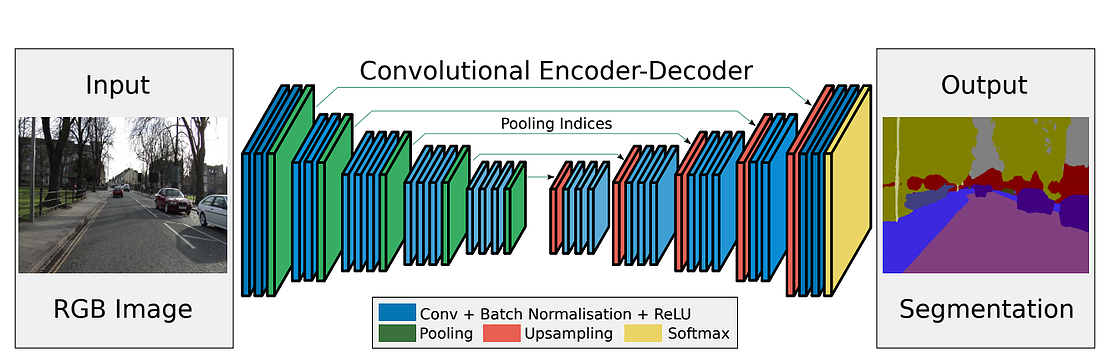 Input
RGB Image
Convolutional Encoder-Decoder
Pooling Indices
Conv + Batch Normalisation + ReLU
Pooling Upsampling Softmax
Output
Segmentation